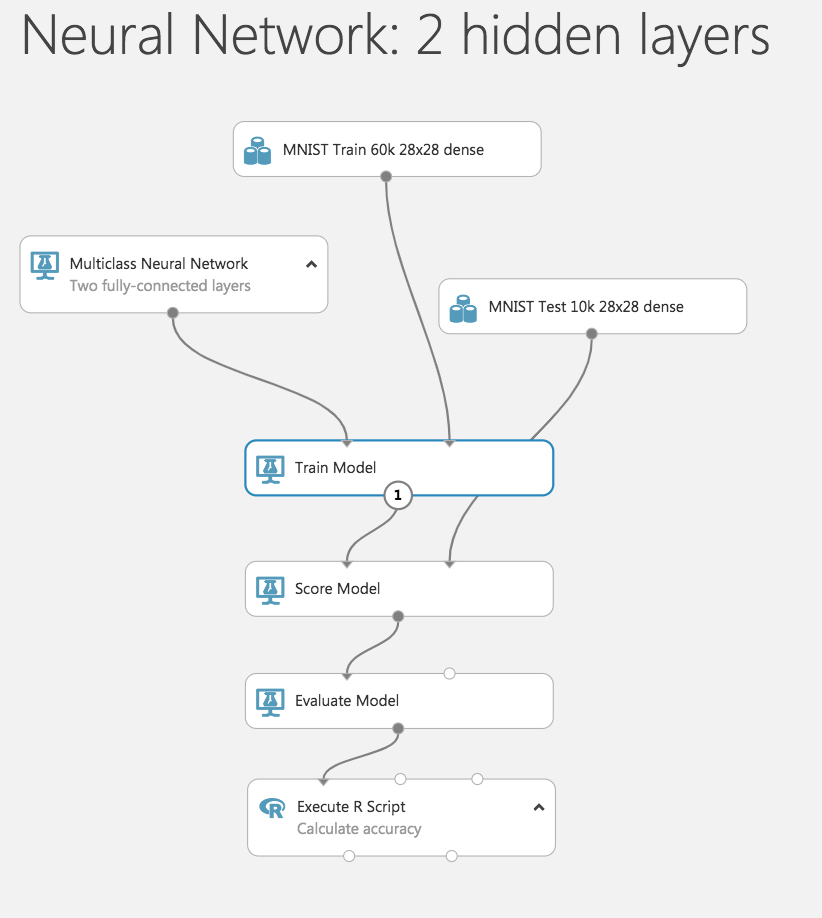 Neural Network: 2 hidden layers
MNIST Train 60k 28x28 dense
Multiclass Neural Network
Two fully-connected layers
MNIST Test 10k 28x28 dense
Train Model
1
Score Model
Evaluate Model
R
Execute R Script
Calculate accuracy